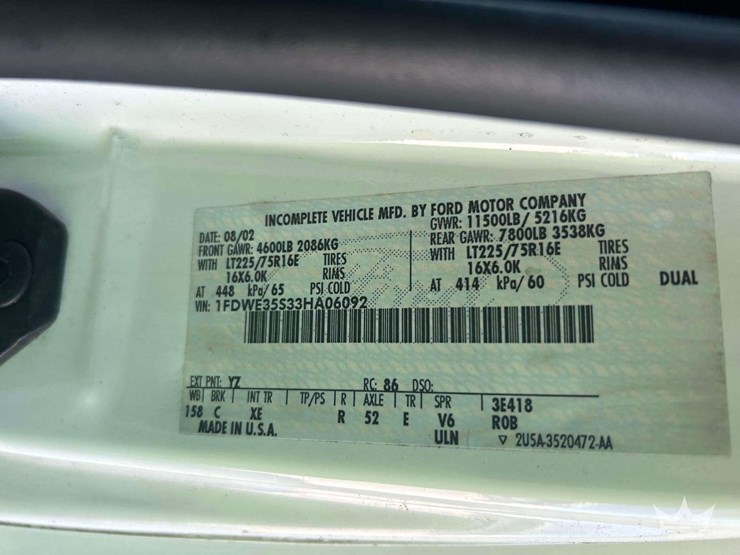 INCOMPLETE VEHICLE MFD. BY FORD MOTOR COMPANY
DATE: 08/02 GVWR: 11500LB/ 5216KG
FRONT GAWR: 4600LB 2086KG REAR GAWR: 7800LB 3538KG
WITH LT225/75R16E TIRES WITH LT225/75R16E TIRES
16X6.0K RIMS 16X6.0K RIMS
AT 448 kPa/65 PSI COLD AT 414 kPa/60 PSI COLD DUAL
VIN: 1FDWE35S33HA06092
EXT PNT: YZ RC: 86 DSO:
WB BRK INT TR TP/PS R AXLE TR SPR 3E418
158 C XE R 52 E V6 ROB
MADE IN U.S.A. ULN ▽ 2USA-3520472-AA